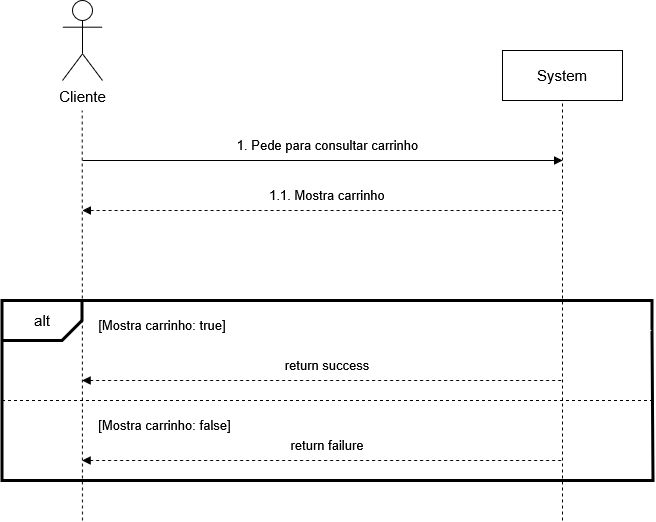 Cliente
System
1. Pede para consultar carrinho
1.1. Mostra carrinho
alt
[Mostra carrinho: true]
return success
[Mostra carrinho: false]
return failure